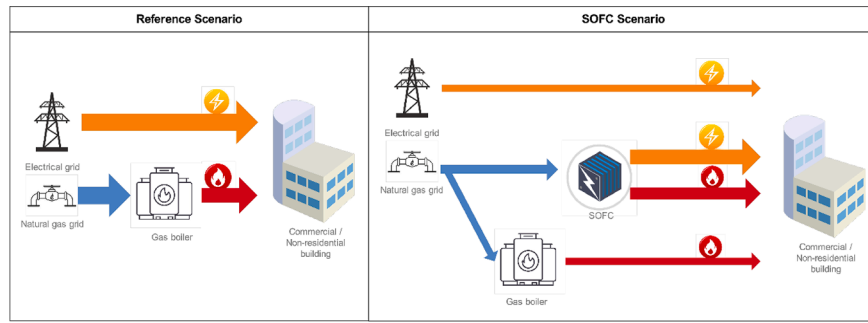 Reference Scenario
SOFC Scenario
Electrical grid
Natural gas grid
Gas boiler
Commercial /
Non-residential
building
Electrical grid
Natural gas grid
SOFC
Gas boiler
Commercial /
Non-residential
building